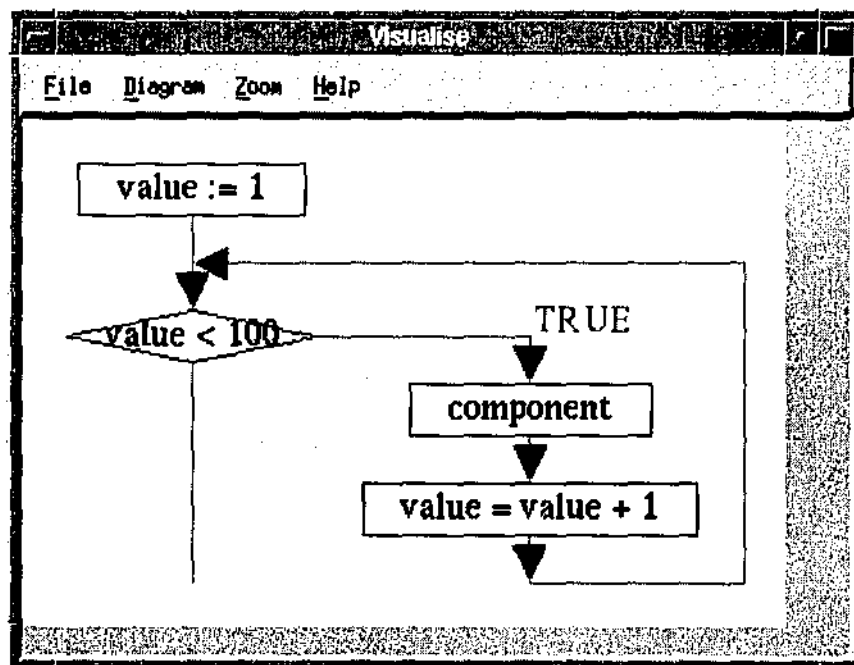 Visualise
File Diagram Zoom Help
value := 1
value < 100
TRUE
component
value = value + 1